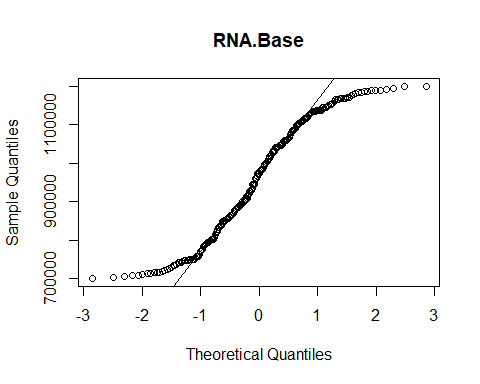 RNA.Base
Sample Quantiles
700000 900000 1100000
-3 -2 -1 0 1 2 3
Theoretical Quantiles